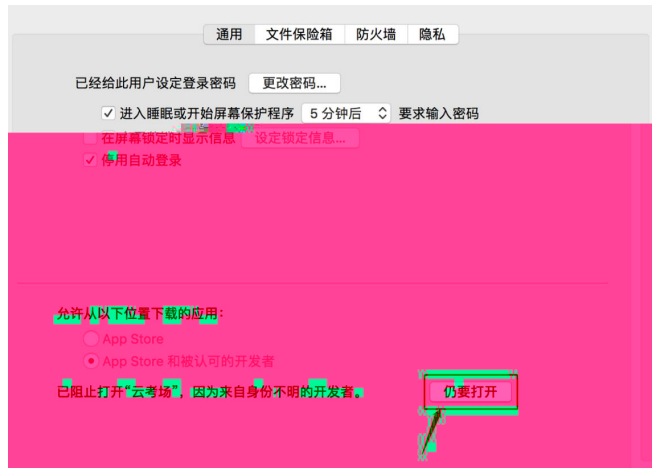 通用 文件保险箱 防火墙 隐私
已经给此用户设定登录密码 更改密码...
进入睡眠或开始屏幕保护程序 5 分钟后 要求输入密码
在屏幕锁定时显示信息 设定锁定信息...
停用自动登录
允许从以下位置下载的应用：
App Store
App Store 和被认可的开发者
已阻止打开“云考场”，因为来自身份不明的开发者。 仍要打开